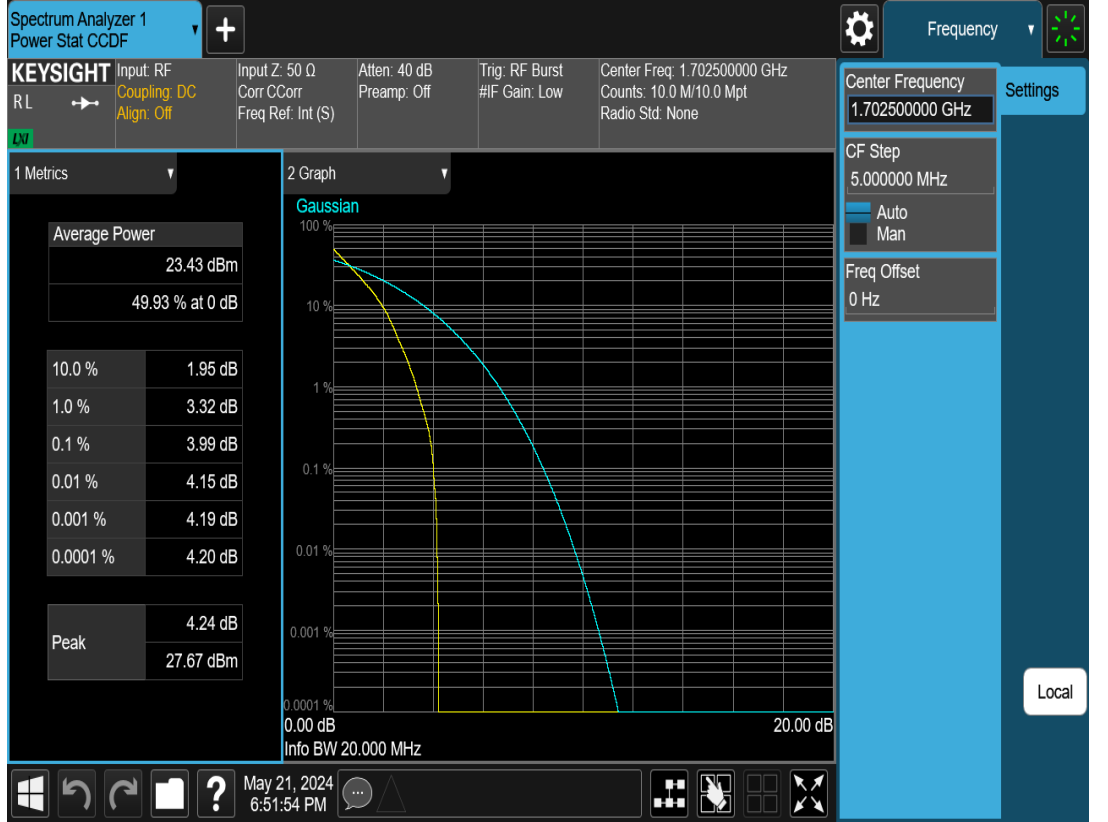 Spectrum Analyzer 1
Power Stat CCDF
+
Frequency
KEYSIGHT
RL
LXI
Input: RF
Coupling: DC
Align: Off
Input Z: 50 Ω
Corr CCorr
Freq Ref: Int (S)
Atten: 40 dB
Preamp: Off
Trig: RF Burst
#IF Gain: Low
Center Freq: 1.702500000 GHz
Counts: 10.0 M/10.0 Mpt
Radio Std: None
Center Frequency
1.702500000 GHz
Settings
CF Step
5.000000 MHz
Auto
Man
Freq Offset
0 Hz
Local
1 Metrics
Average Power
23.43 dBm
49.93 % at 0 dB
10.0 % 1.95 dB
1.0 % 3.32 dB
0.1 % 3.99 dB
0.01 % 4.15 dB
0.001 % 4.19 dB
0.0001 % 4.20 dB
Peak
4.24 dB
27.67 dBm
2 Graph
Gaussian
100 %
10 %
1 %
0.1 %
0.01 %
0.001 %
0.0001 %
0.00 dB 20.00 dB
Info BW 20.000 MHz
?
May 21, 2024
6:51:54 PM